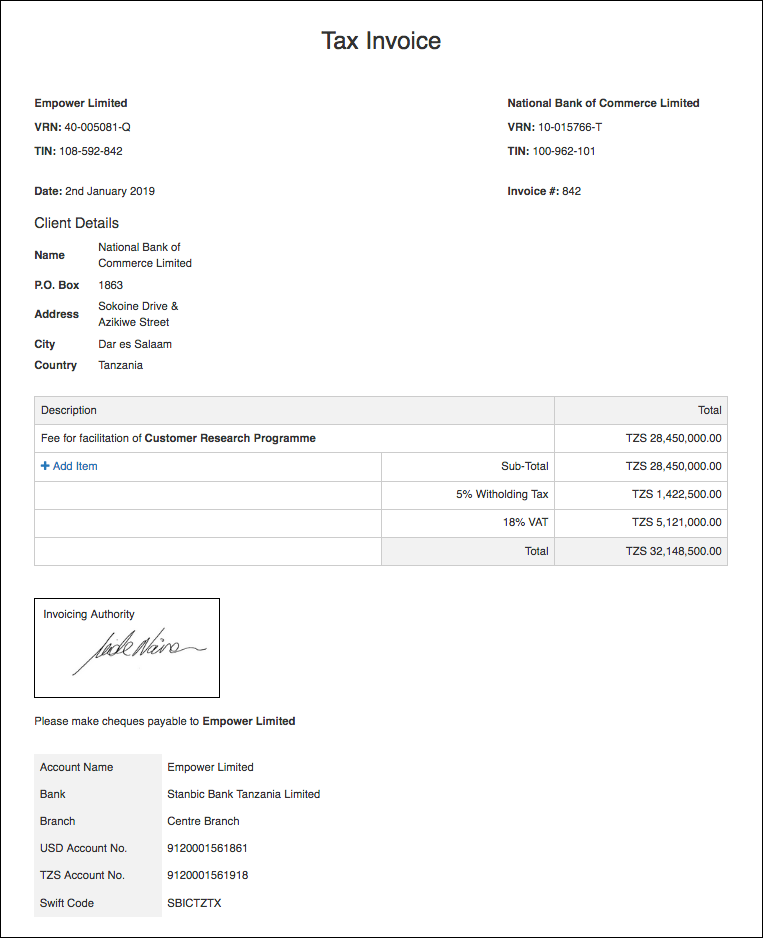 Tax Invoice
Empower Limited
National Bank of Commerce Limited
VRN: 40-005081-Q
VRN: 10-015766-T
TIN: 108-592-842
TIN: 100-962-101
Date: 2nd January 2019
Invoice #: 842
Client Details
Name National Bank of
Commerce Limited
P.O. Box 1863
Address Sokoine Drive &
Azikiwe Street
City Dar es Salaam
Country Tanzania
Description Total
Fee for facilitation of Customer Research Programme TZS 28,450,000.00
+ Add Item Sub-Total TZS 28,450,000.00
5% Witholding Tax TZS 1,422,500.00
18% VAT TZS 5,121,000.00
Total TZS 32,148,500.00
Invoicing Authority
Please make cheques payable to Empower Limited
Account Name Empower Limited
Bank Stanbic Bank Tanzania Limited
Branch Centre Branch
USD Account No. 9120001561861
TZS Account No. 9120001561918
Swift Code SBICTZTX